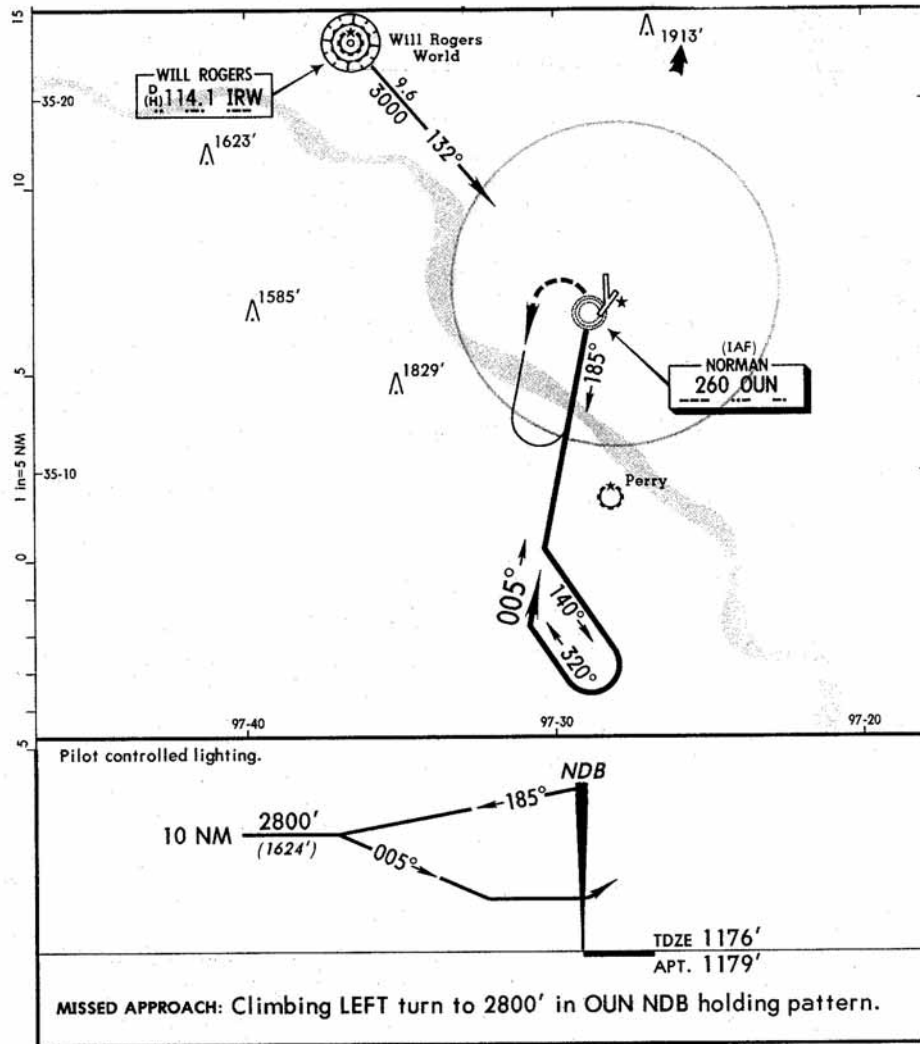 15
1913'
Will Rogers
World
WILL ROGERS
D
(H) 114.1 IRW
35-20
9.6
3000
132°
1623'
10
1585'
(IAF)
NORMAN
260 OUN
185°
1829'
5
1 in=5 NM
35-10
Perry
0
005°
140°
320°
97-40
97-30
97-20
5
Pilot controlled lighting.
NDB
185°
10 NM
2800'
(1624')
005°
TDZE 1176'
APT. 1179'
MISSED APPROACH: Climbing LEFT turn to 2800' in OUN NDB holding pattern.